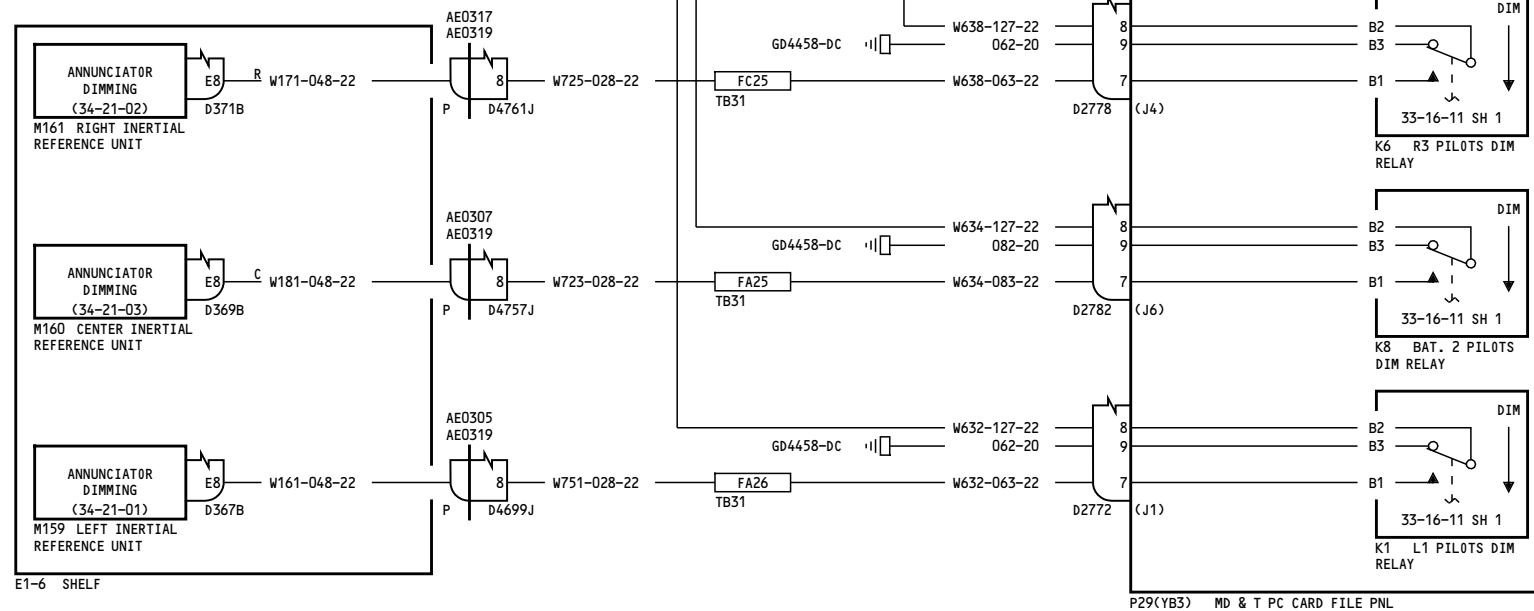 DIM
AE0317
AE0319
W638-127-22 8 B2
GD4458-DC 062-20 9 B3
ANNUNCIATOR
DIMMING
(34-21-02)
E8 R W171-048-22 8 W725-028-22 FC25 W638-063-22 7 B1
TB31
D371B P D4761J D2778 (J4)
33-16-11 SH 1
M161 RIGHT INERTIAL
REFERENCE UNIT
K6 R3 PILOTS DIM
RELAY
DIM
AE0307
AE0319
W634-127-22 8 B2
GD4458-DC 082-20 9 B3
ANNUNCIATOR
DIMMING
(34-21-03)
E8 C W181-048-22 8 W723-028-22 FA25 W634-083-22 7 B1
TB31
D369B P D4757J D2782 (J6)
33-16-11 SH 1
M160 CENTER INERTIAL
REFERENCE UNIT
K8 BAT. 2 PILOTS
DIM RELAY
DIM
AE0305
AE0319
W632-127-22 8 B2
GD4458-DC 062-20 9 B3
ANNUNCIATOR
DIMMING
(34-21-01)
E8 W161-048-22 8 W751-028-22 FA26 W632-063-22 7 B1
TB31
D367B P D4699J D2772 (J1)
33-16-11 SH 1
M159 LEFT INERTIAL
REFERENCE UNIT
K1 L1 PILOTS DIM
RELAY
E1-6 SHELF
P29(YB3) MD & T PC CARD FILE PNL